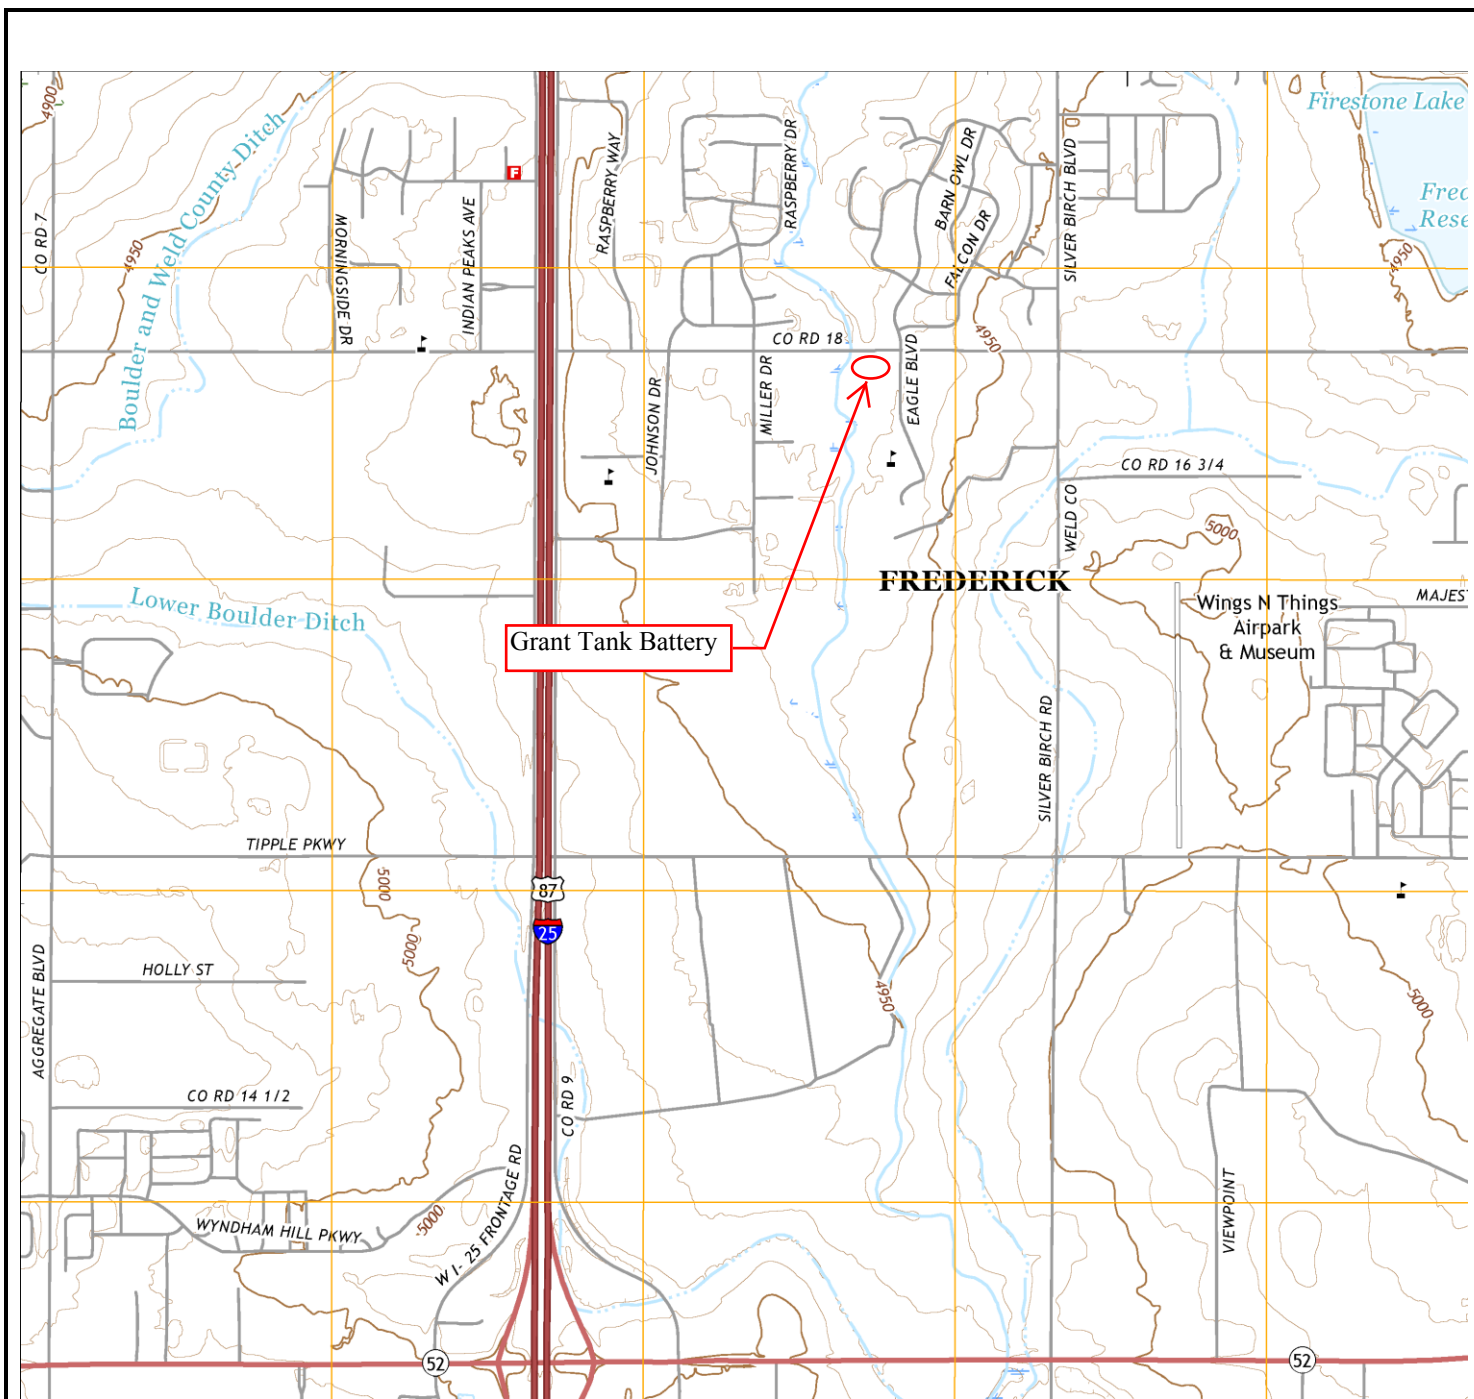 Firestone Lake
4900
Boulder and Weld County Ditch
RASPBERRY WAY
RASPBERRY DR
BARN OWL DR
SILVER BIRCH BLVD
F
Fred
Rese
CO RD 7
4950
MORNINGSIDE DR
INDIAN PEAKS AVE
FALCON DR
4950
CO RD 18
4950
EAGLE BLVD
JOHNSON DR
MILLER DR
CO RD 16 3/4
WELD CO
5000
FREDERICK
Lower Boulder Ditch
Wings N Things
Airpark
& Museum
MAJEST
Grant Tank Battery
SILVER BIRCH RD
TIPPLE PKWY
5000
87
25
5000
HOLLY ST
AGGREGATE BLVD
4950
5000
CO RD 14 1/2
CO RD 9
W I- 25 FRONTAGE RD
WYNDHAM HILL PKWY
5000
VIEWPOINT
52
52